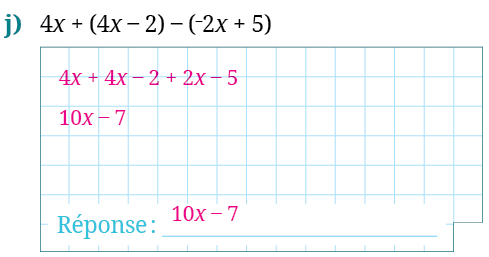 j) 4x + (4x – 2) – (⁻2x + 5)
4x + 4x – 2 + 2x – 5
10x – 7
Réponse : 10x – 7